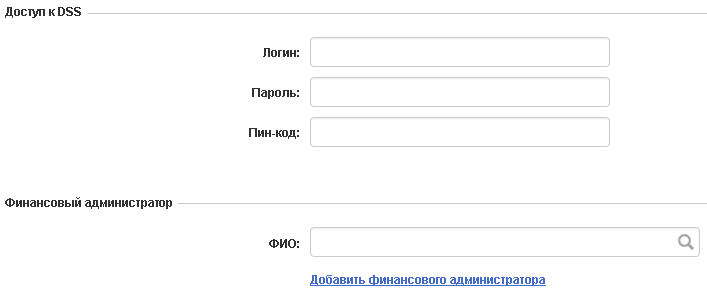 Доступ к DSS
Логин:
Пароль:
Пин-код:
Финансовый администратор
ФИО:
Добавить финансового администратора